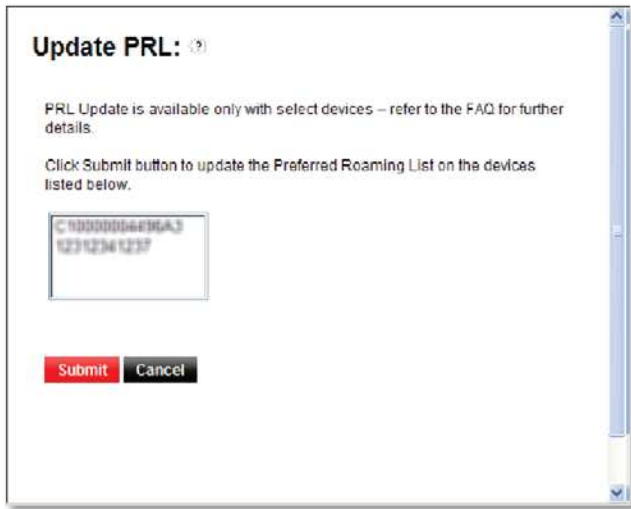 Update PRL: ?
PRL Update is available only with select devices – refer to the FAQ for further
details.
Click Submit button to update the Preferred Roaming List on the devices
listed below.
Submit Cancel